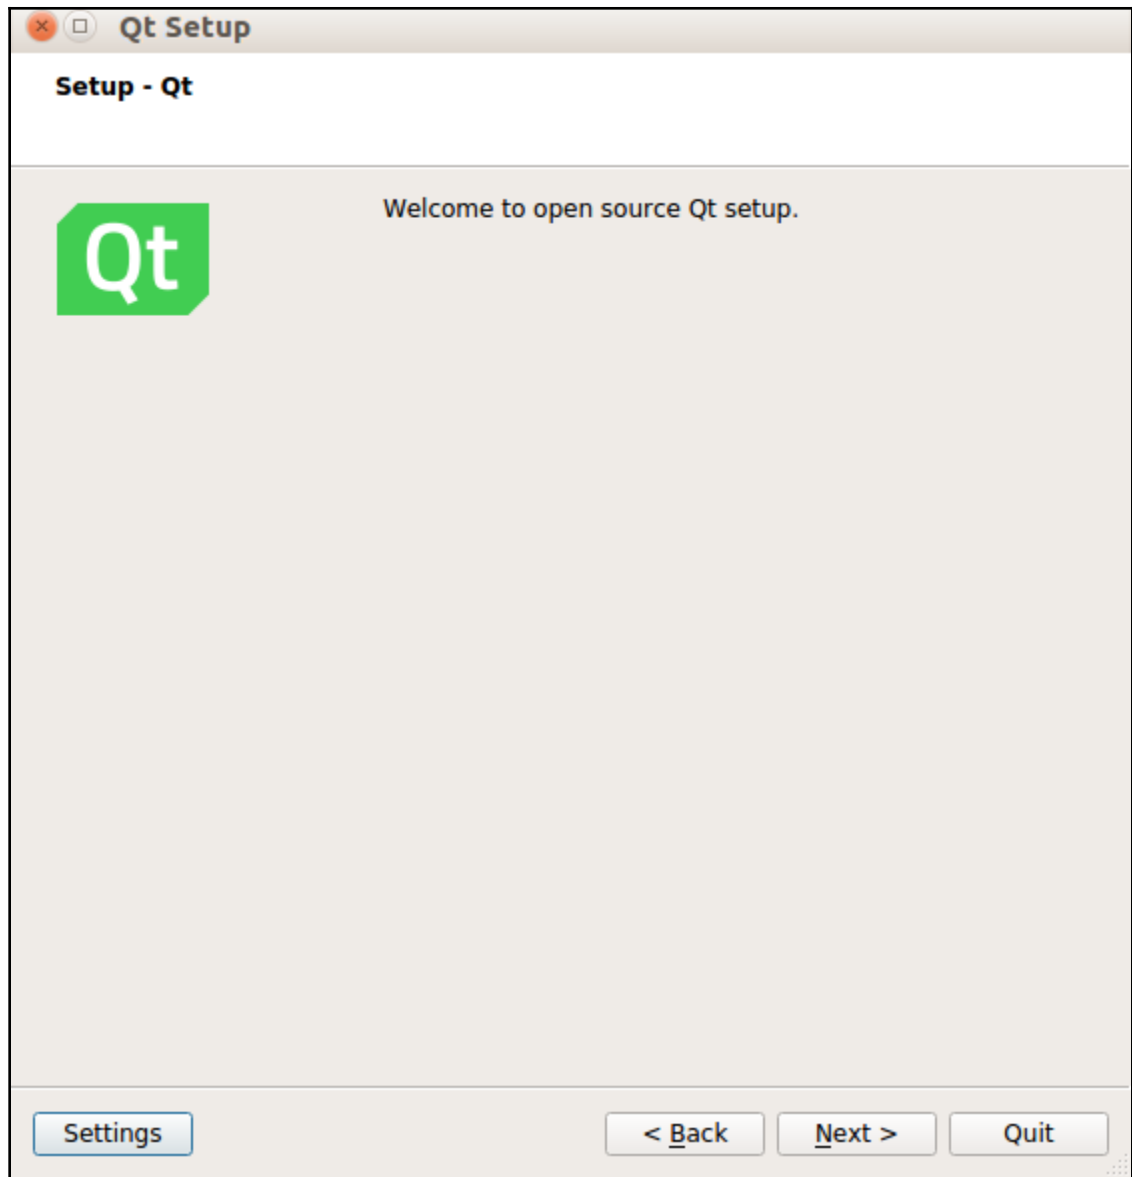 Qt Setup
Setup - Qt
Qt
Welcome to open source Qt setup.
Settings
< Back
Next >
Quit